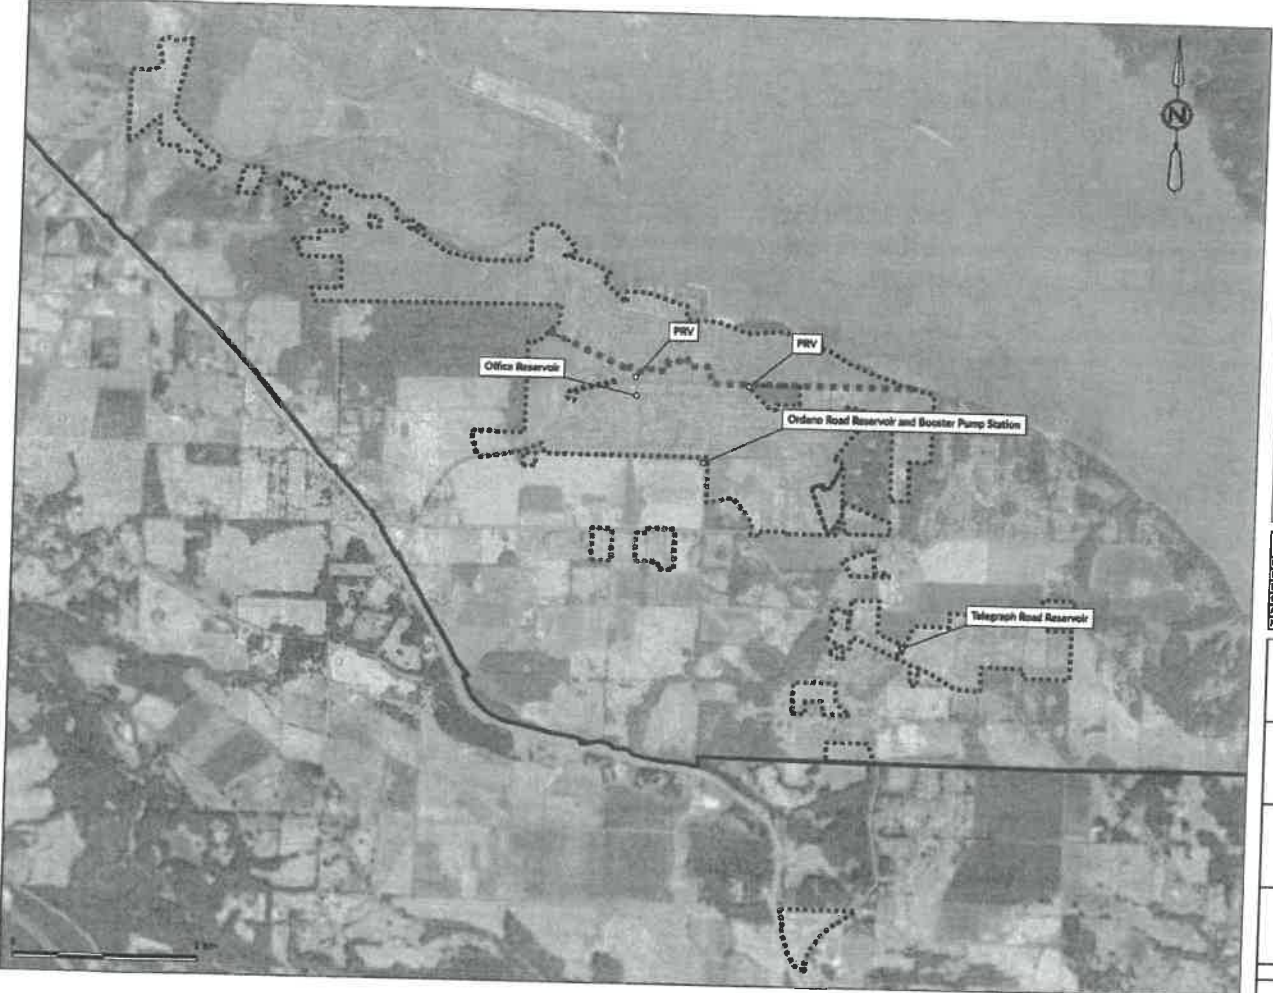 N
PRV
PRV
Office Reservoir
Ordano Road Reservoir and Booster Pump Station
Telegraph Road Reservoir